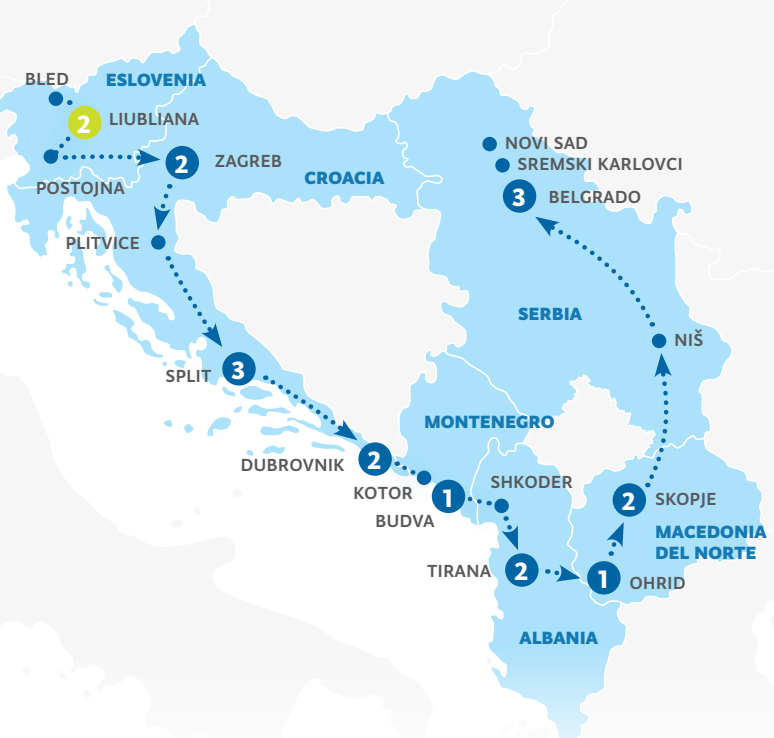 BLED
ESLOVENIA
2
LIUBLIANA
POSTOJNA
2
ZAGREB
CROACIA
PLITVICE
3
SPLIT
DUBROVNIK
2
KOTOR
1
BUDVA
MONTENEGRO
SHKODER
TIRANA
2
ALBANIA
1
OHRID
2
SKOPJE
MACEDONIA
DEL NORTE
NIŠ
SERBIA
3
BELGRADO
SREMSKI KARLOVCI
NOVI SAD